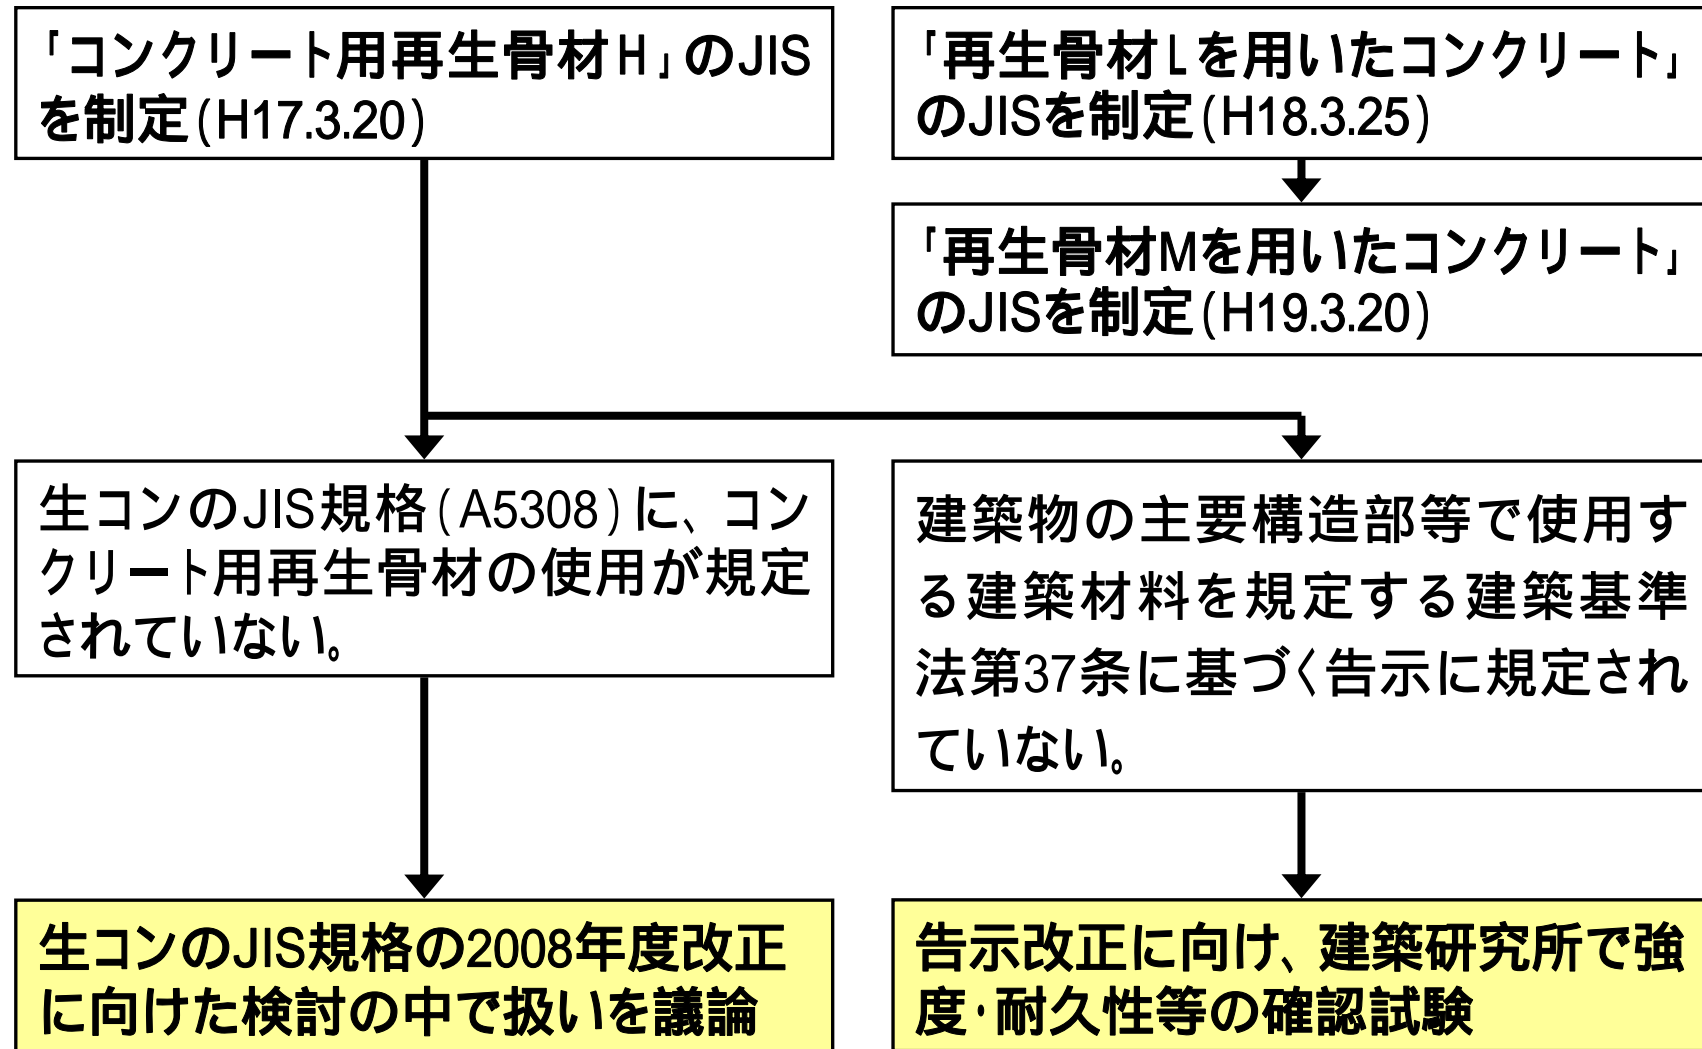 「コンクリート用再生骨材H」のJIS
を制定(H17.3.20)
「再生骨材Lを用いたコンクリート」
のJISを制定(H18.3.25)
「再生骨材Mを用いたコンクリート」
のJISを制定(H19.3.20)
生コンのJIS規格(A5308)に、コン
クリート用再生骨材の使用が規定
されていない。
建築物の主要構造部等で使用す
る建築材料を規定する建築基準
法第37条に基づく告示に規定され
ていない。
生コンのJIS規格の2008年度改正
に向けた検討の中で扱いを議論
告示改正に向け、建築研究所で強
度・耐久性等の確認試験